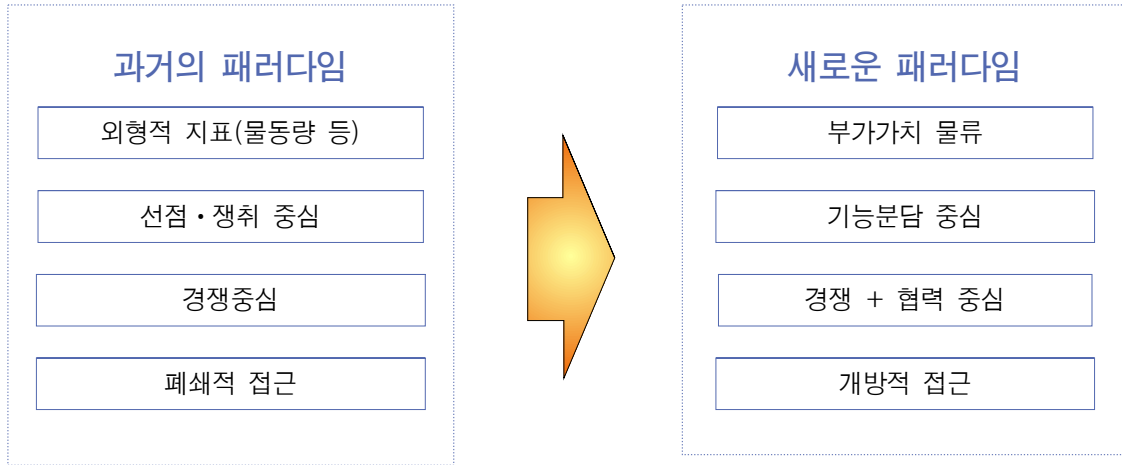 과거의 패러다임
외형적 지표(물동량 등)
선점·쟁취 중심
경쟁중심
폐쇄적 접근
새로운 패러다임
부가가치 물류
기능분담 중심
경쟁 + 협력 중심
개방적 접근